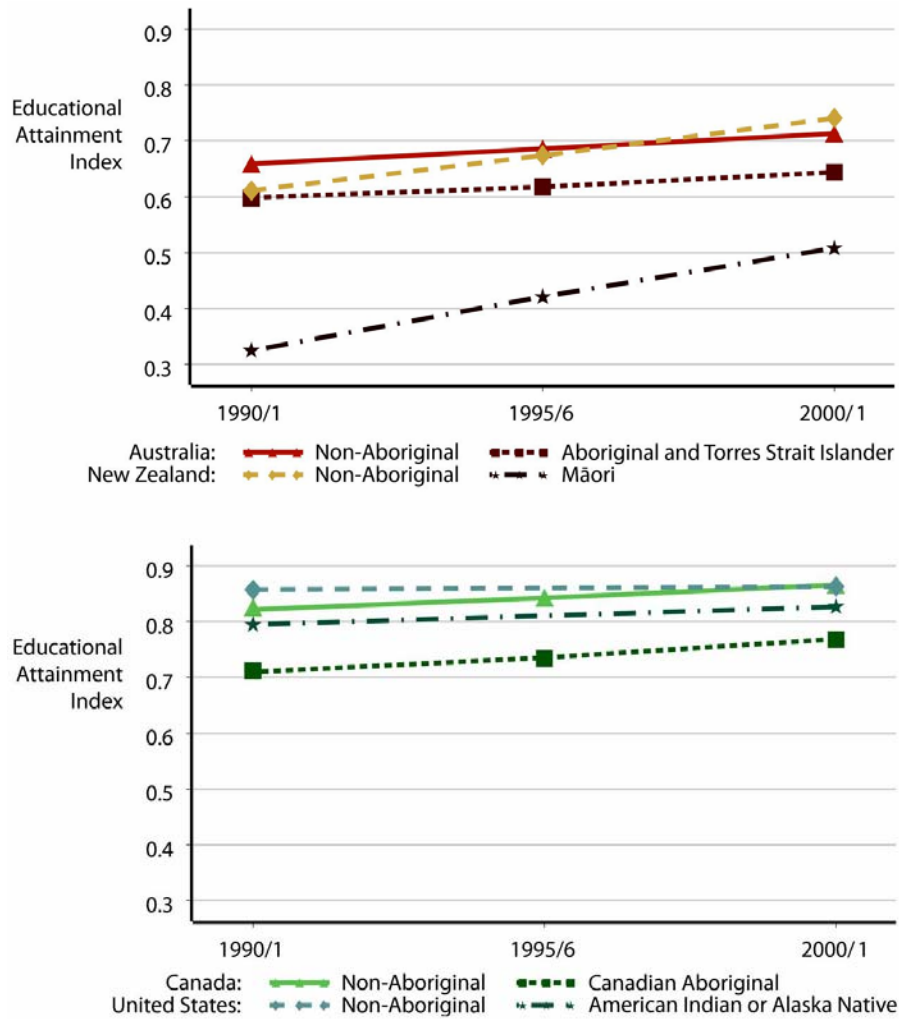 0.9
0.8
Educational
Attainment
Index
0.7
0.6
0.5
0.4
0.3
1990/1 1995/6 2000/1
Australia: Non-Aboriginal Aboriginal and Torres Strait Islander
New Zealand: Non-Aboriginal Māori
0.9
0.8
Educational
Attainment
Index
0.7
0.6
0.5
0.4
0.3
1990/1 1995/6 2000/1
Canada: Non-Aboriginal Canadian Aboriginal
United States: Non-Aboriginal American Indian or Alaska Native